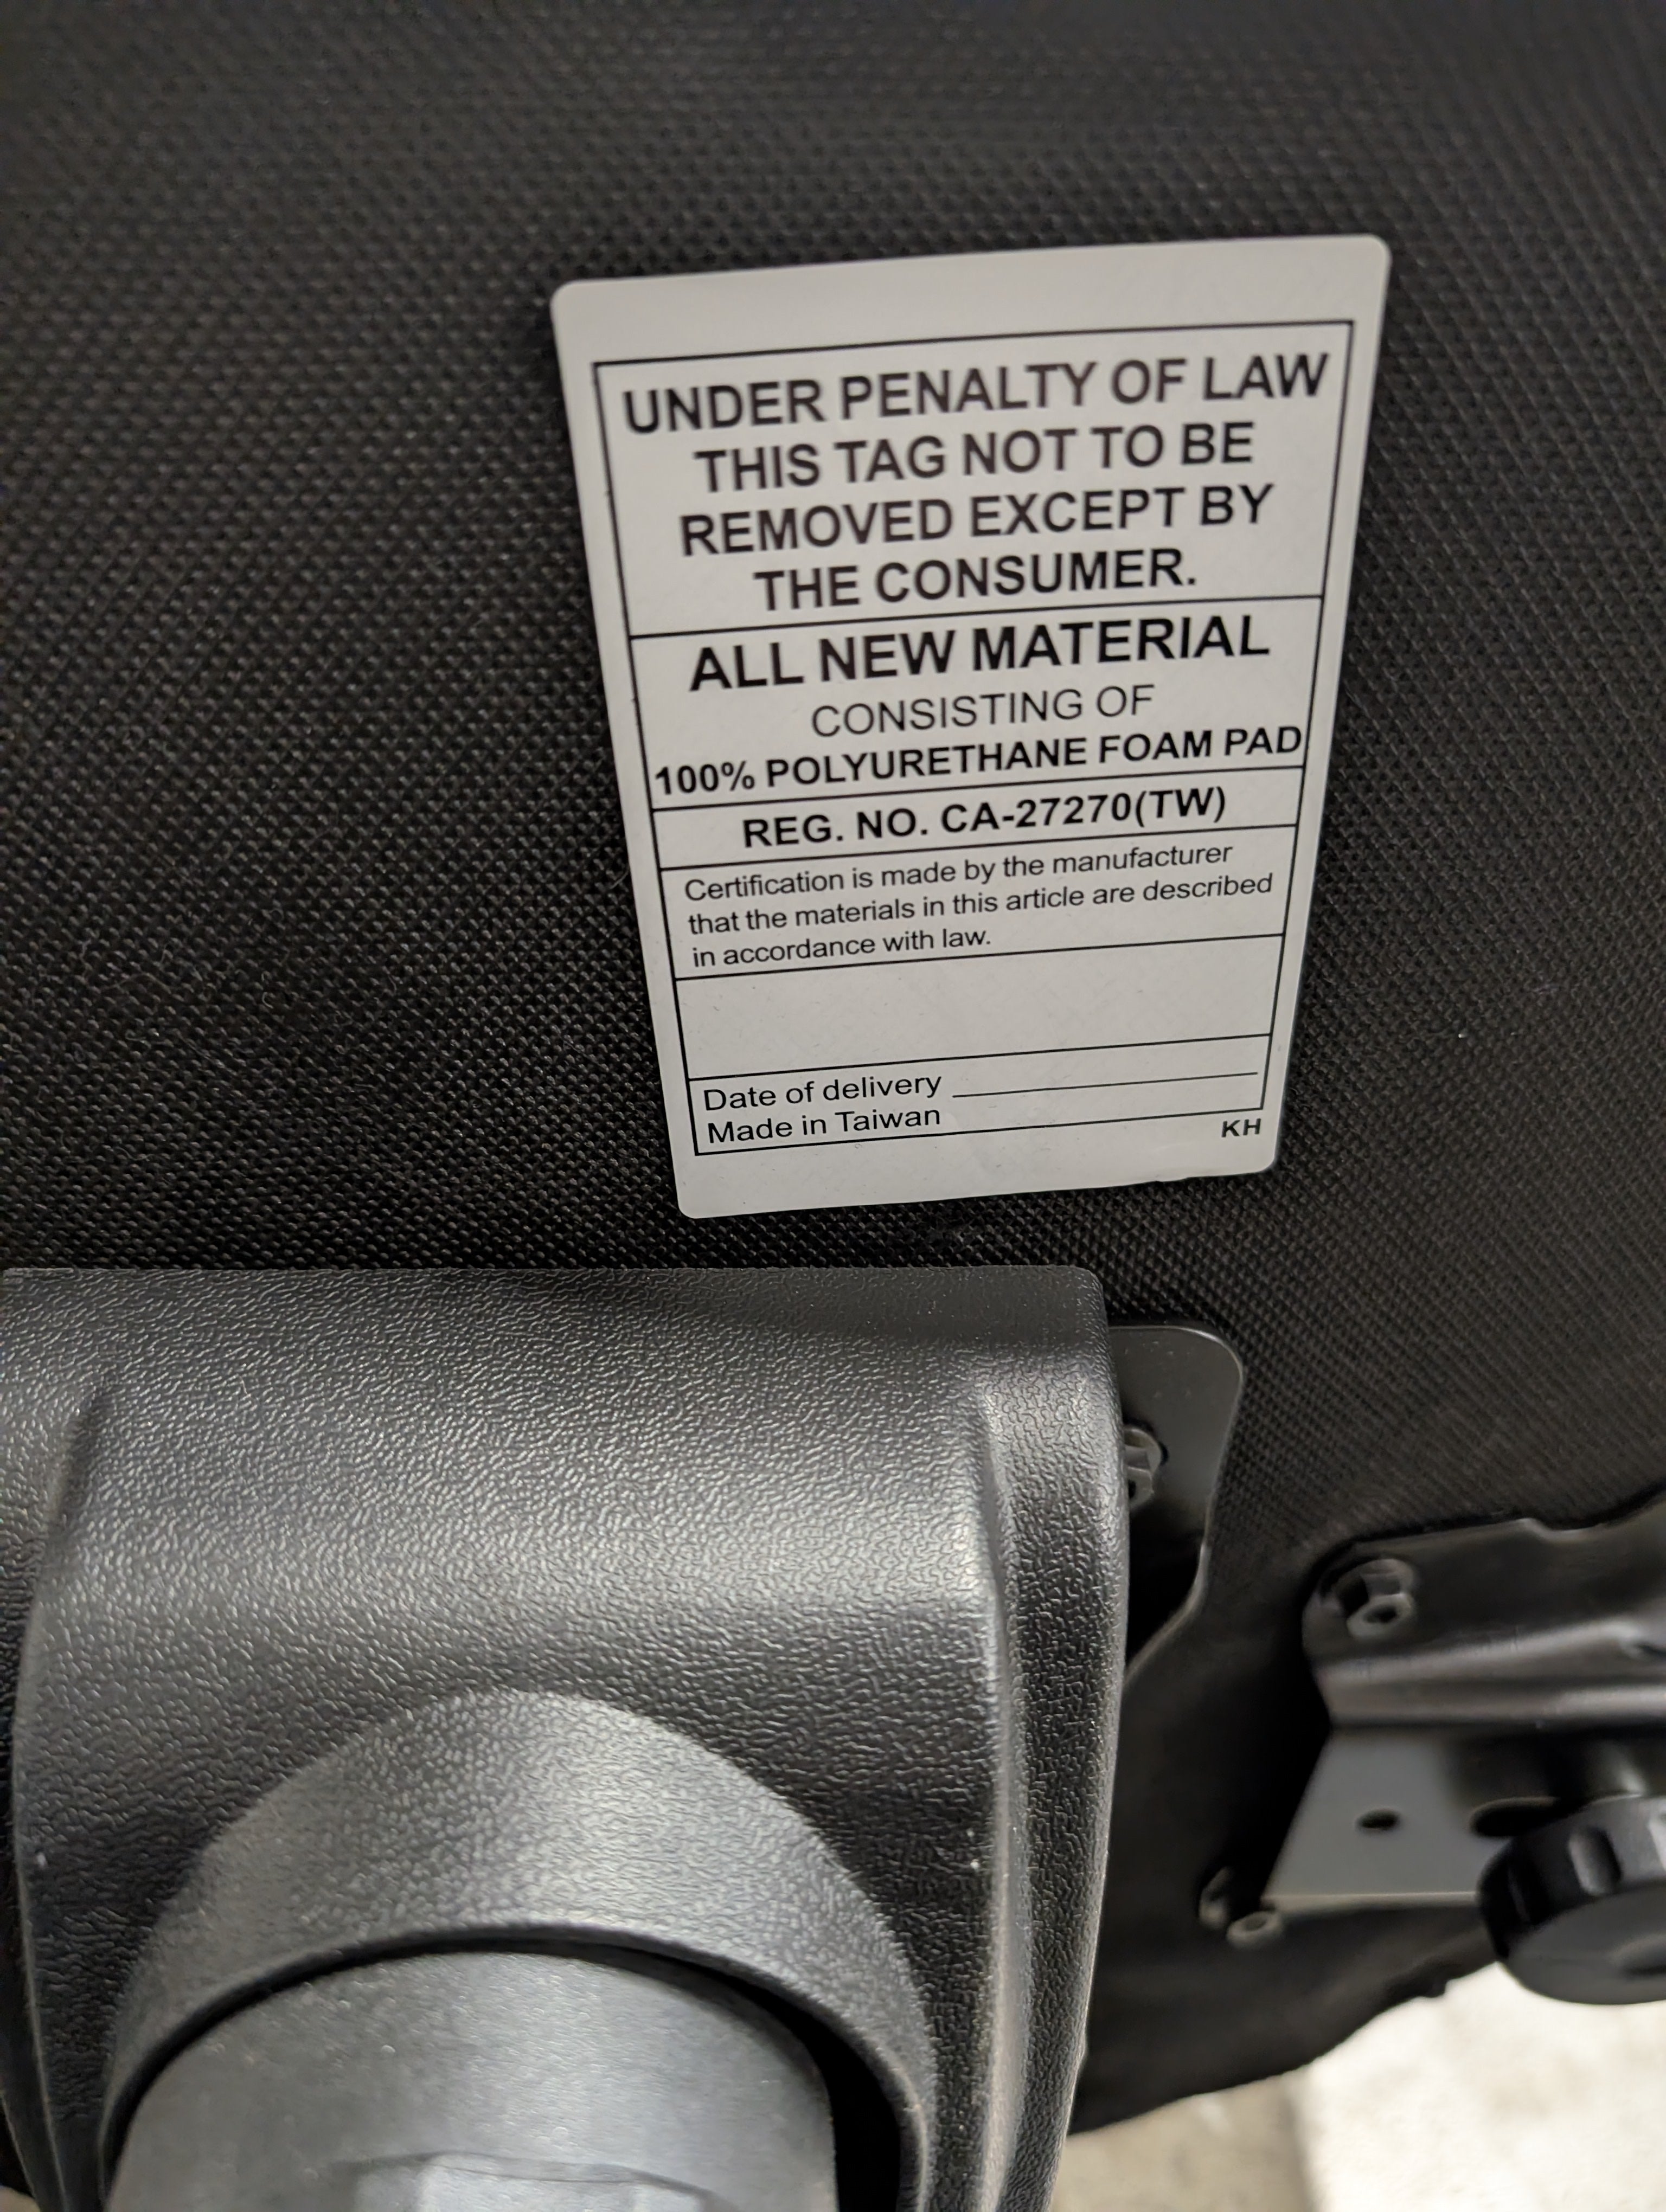 UNDER PENALTY OF LAW
THIS TAG NOT TO BE
REMOVED EXCEPT BY
THE CONSUMER.
ALL NEW MATERIAL
CONSISTING OF
100% POLYURETHANE FOAM PAD
REG. NO. CA-27270(TW)
Certification is made by the manufacturer
that the materials in this article are described
in accordance with law.
Date of delivery
Made in Taiwan
KH